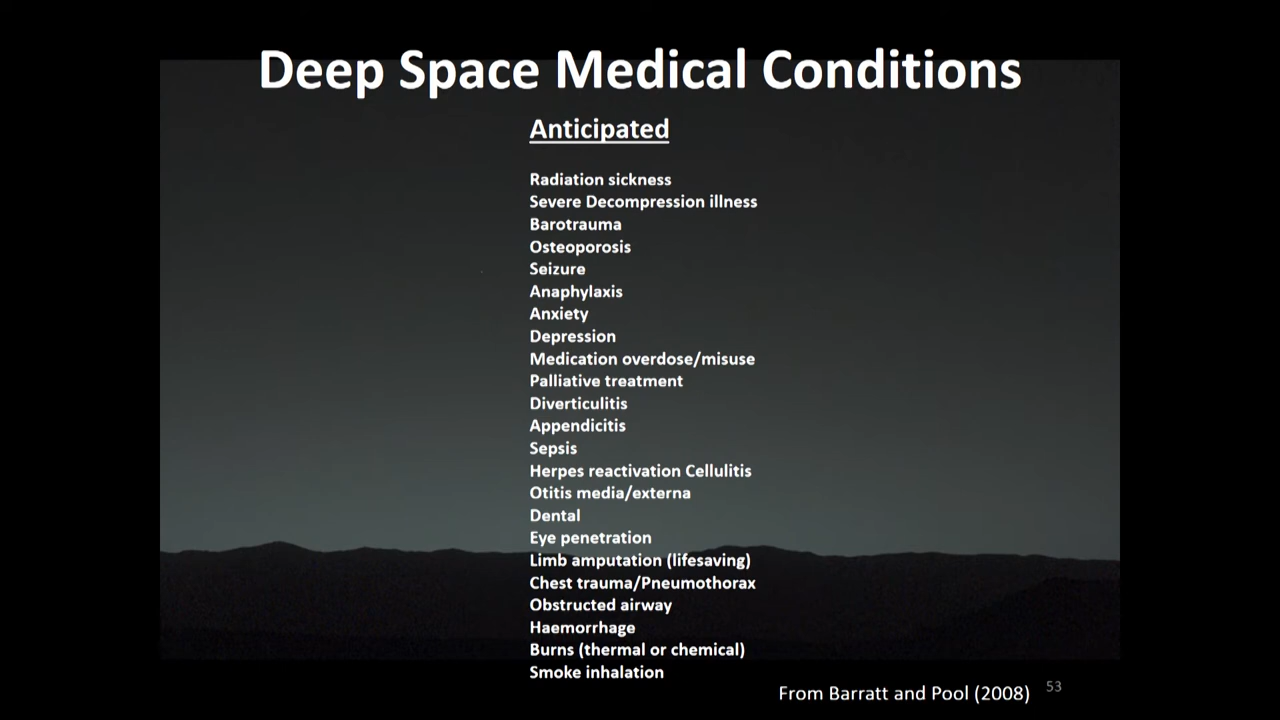 Deep Space Medical Conditions
Anticipated
Radiation sickness
Severe Decompression illness
Barotrauma
Osteoporosis
Seizure
Anaphylaxis
Anxiety
Depression
Medication overdose/misuse
Palliative treatment
Diverticulitis
Appendicitis
Sepsis
Herpes reactivation Cellulitis
Otitis media/externa
Dental
Eye penetration
Limb amputation (lifesaving)
Chest trauma/Pneumothorax
Obstructed airway
Haemorrhage
Burns (thermal or chemical)
Smoke inhalation
From Barratt and Pool (2008)
53